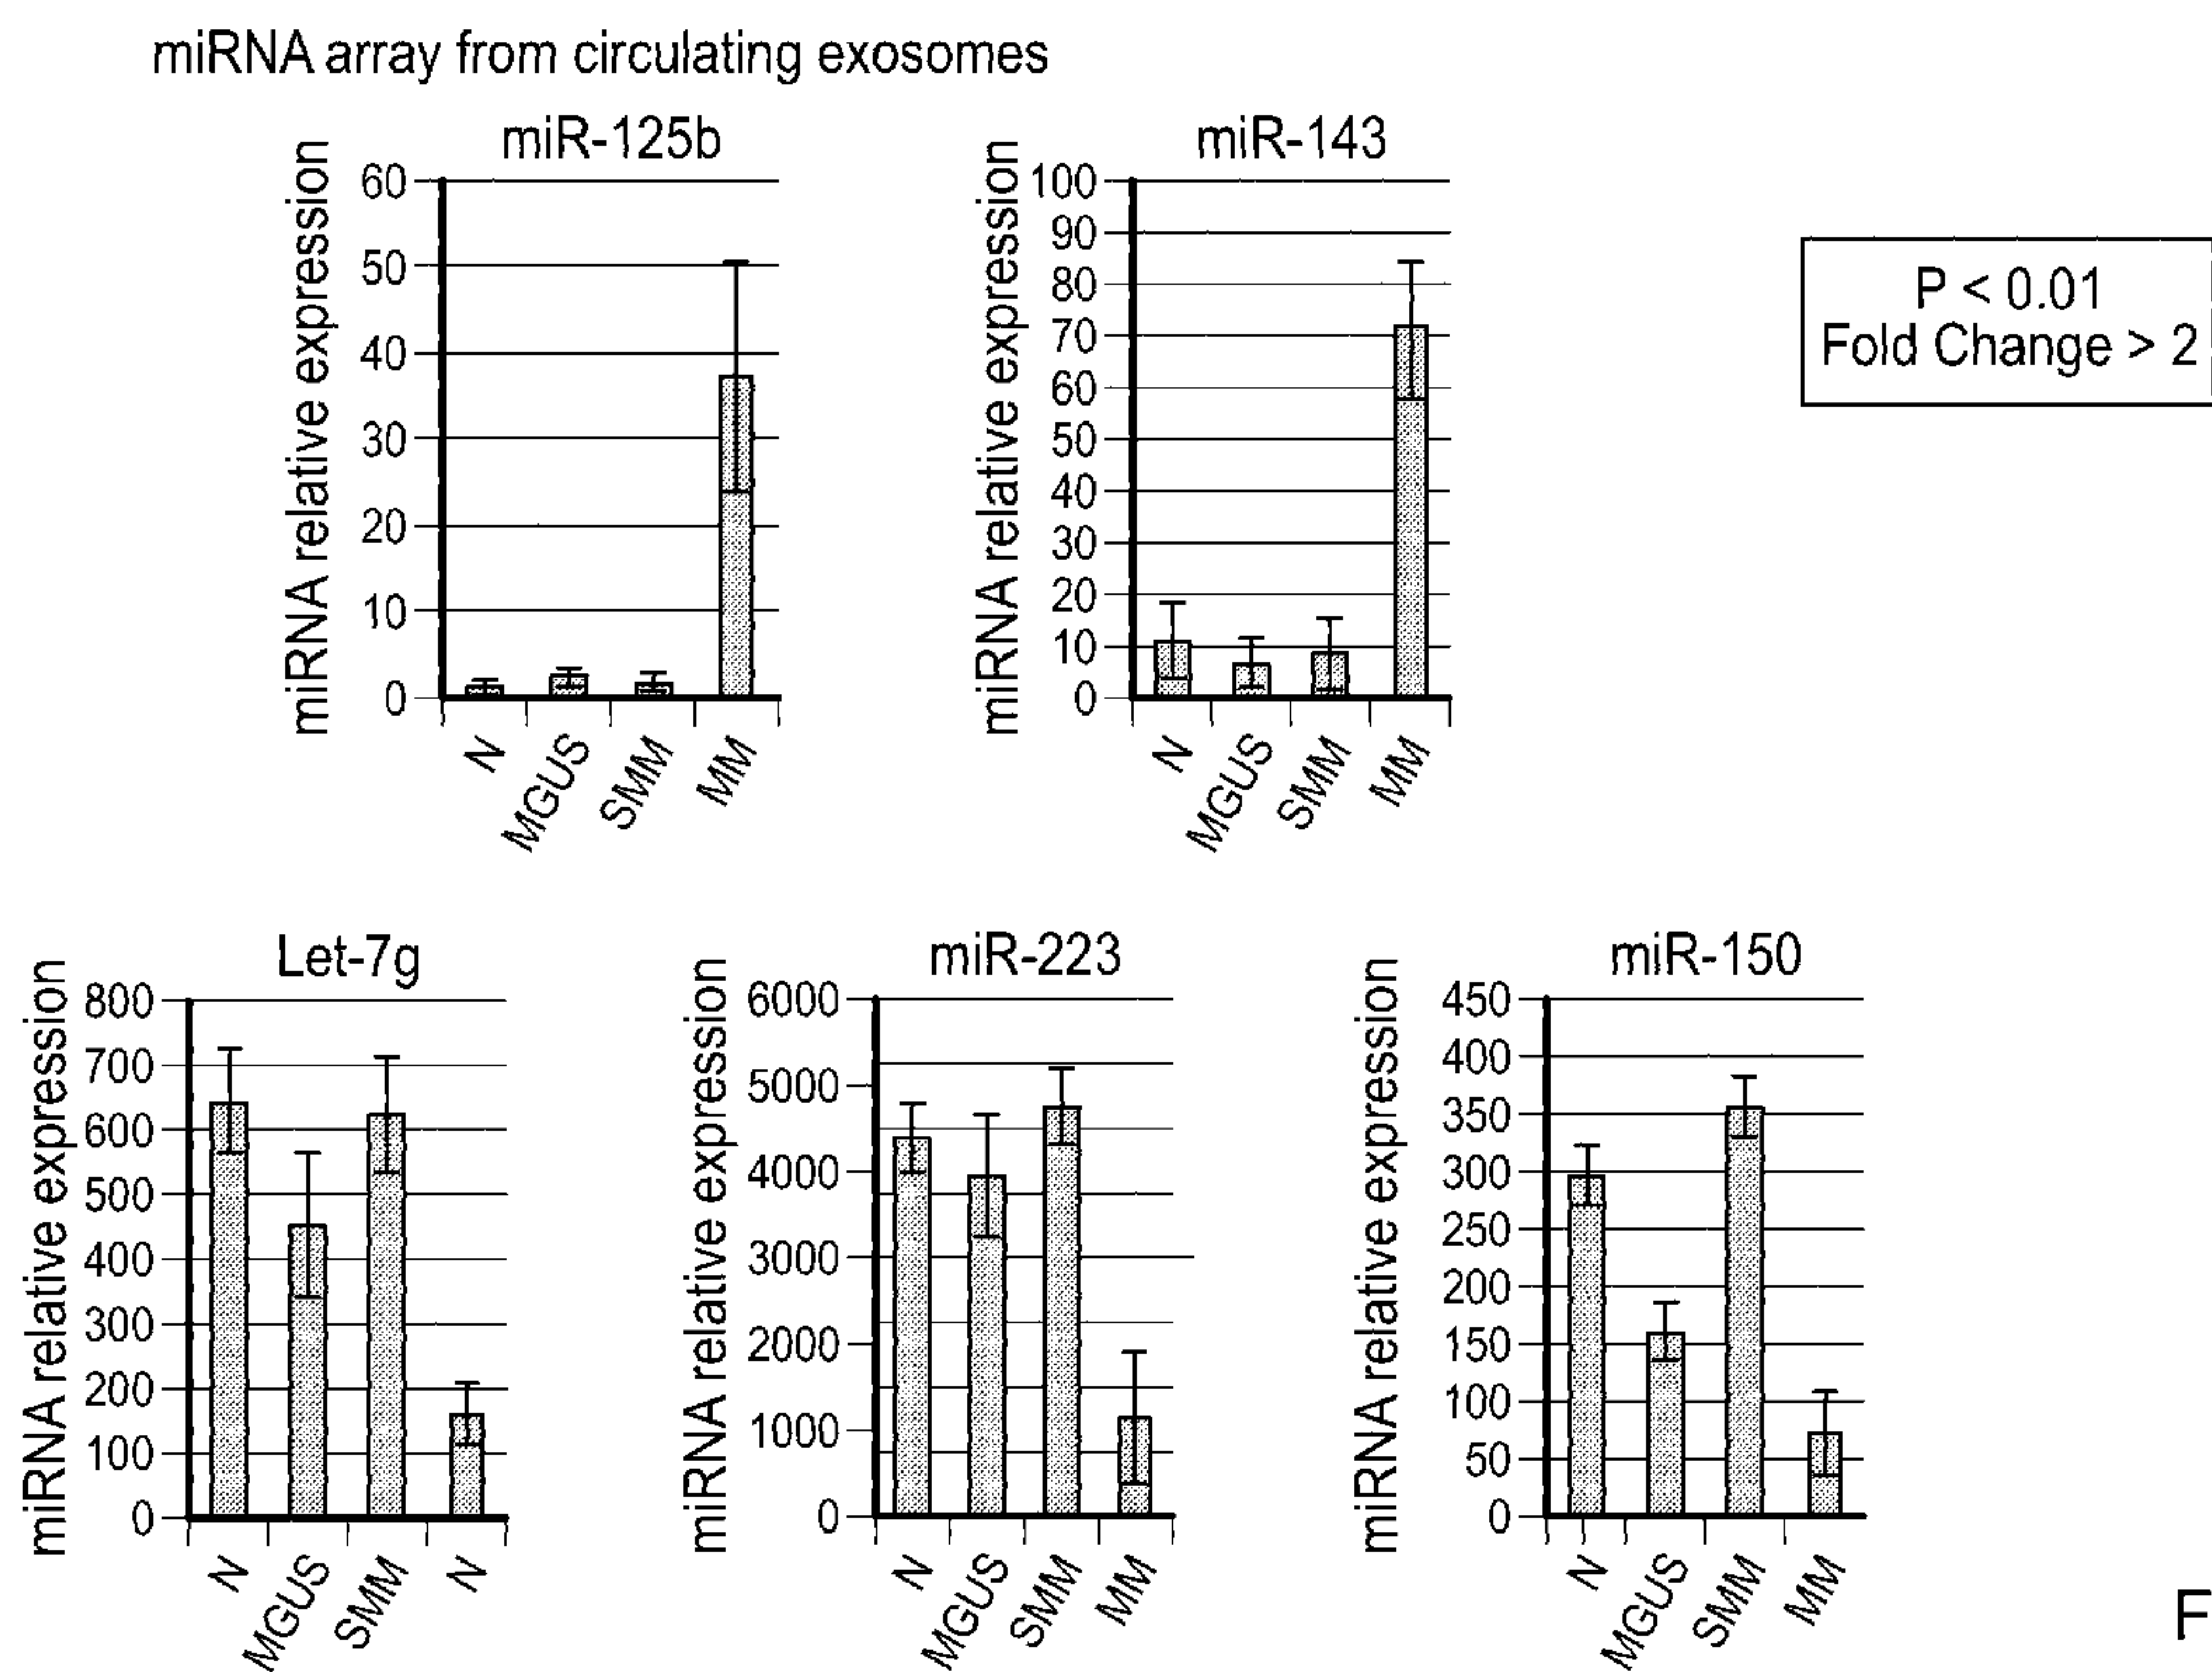 miRNA array from circulating exosomes
miR-125b
miRNA relative expression
60
50
40
30
20
10
0
N
MGUS
SMM
MM
miR-143
miRNA relative expression
100
90
80
70
60
50
40
30
20
10
0
N
MGUS
SMM
MM
P < 0.01
Fold Change > 2
Let-7g
miRNA relative expression
800
700
600
500
400
300
200
100
0
N
MGUS
SMM
N
miR-223
miRNA relative expression
6000
5000
4000
3000
2000
1000
0
N
MGUS
SMM
MM
miR-150
miRNA relative expression
450
400
350
300
250
200
150
100
50
0
N
MGUS
SMM
MM
F